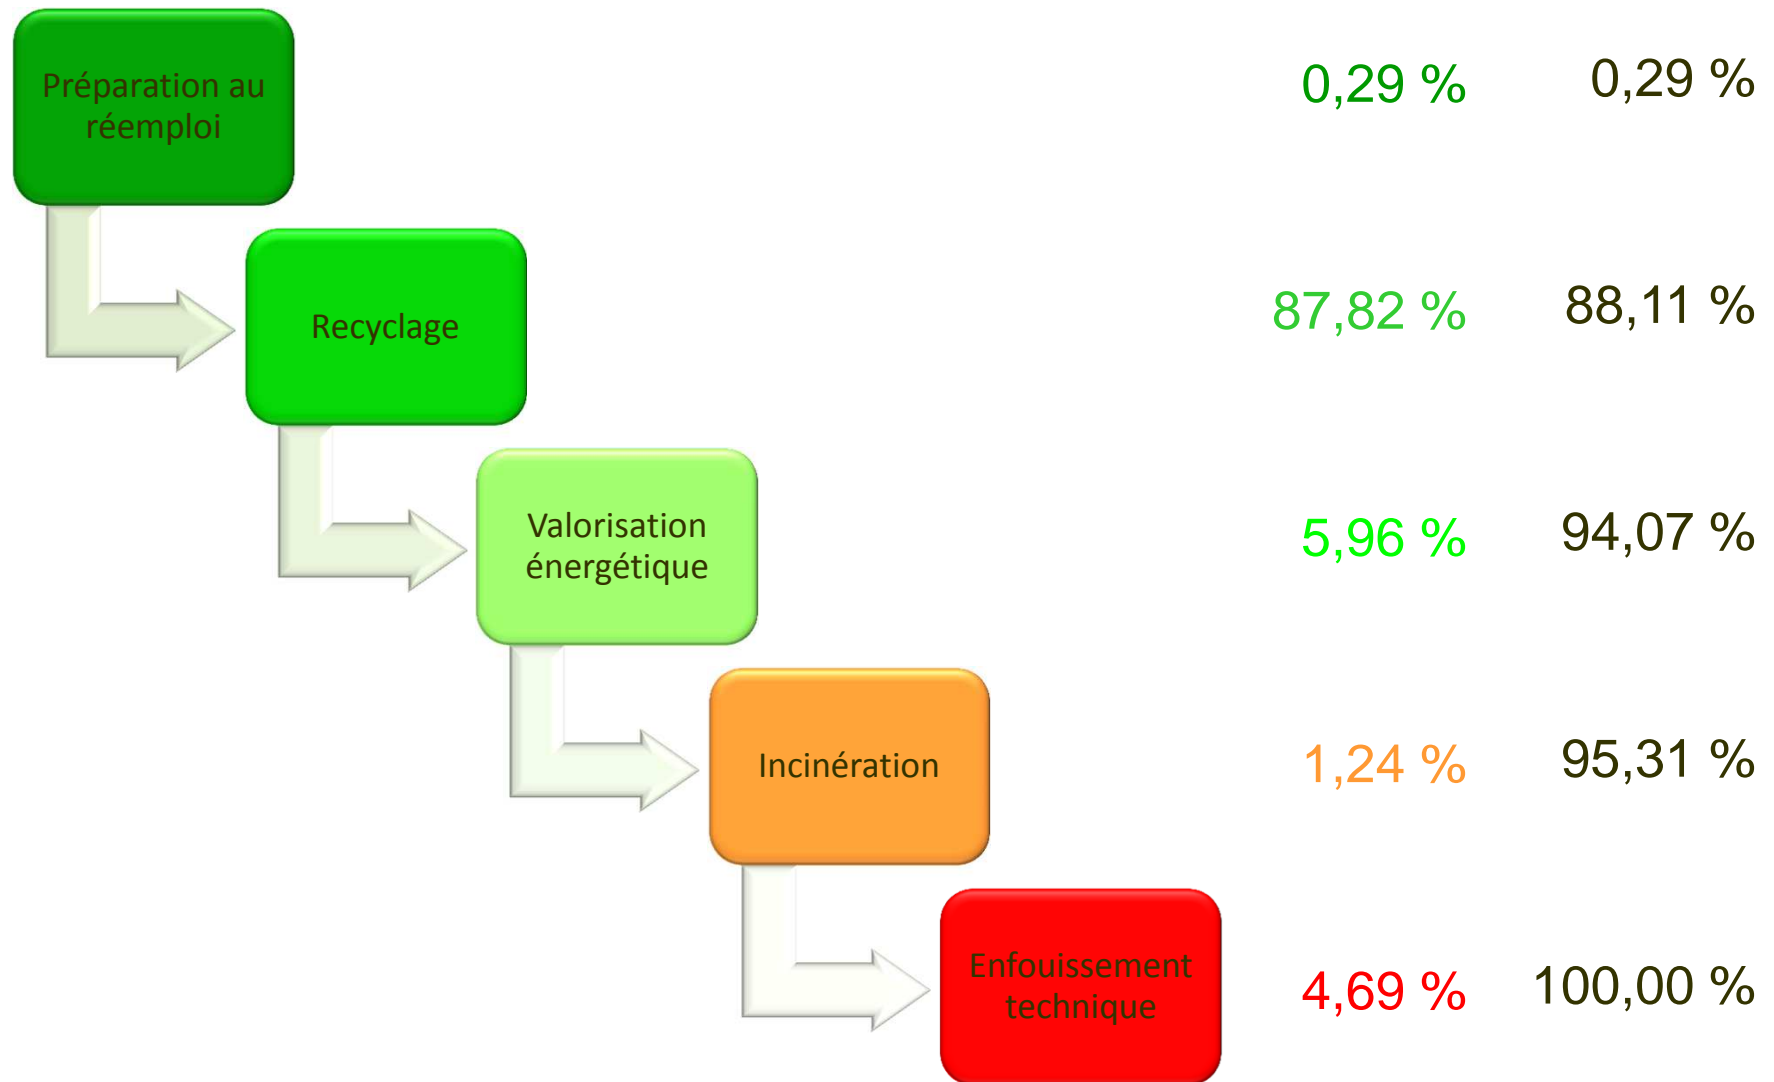 Préparation au
réemploi
0,29 %
0,29 %
Recyclage
87,82 %
88,11 %
Valorisation
énergétique
5,96 %
94,07 %
Incinération
1,24 %
95,31 %
Enfouissement
technique
4,69 %
100,00 %